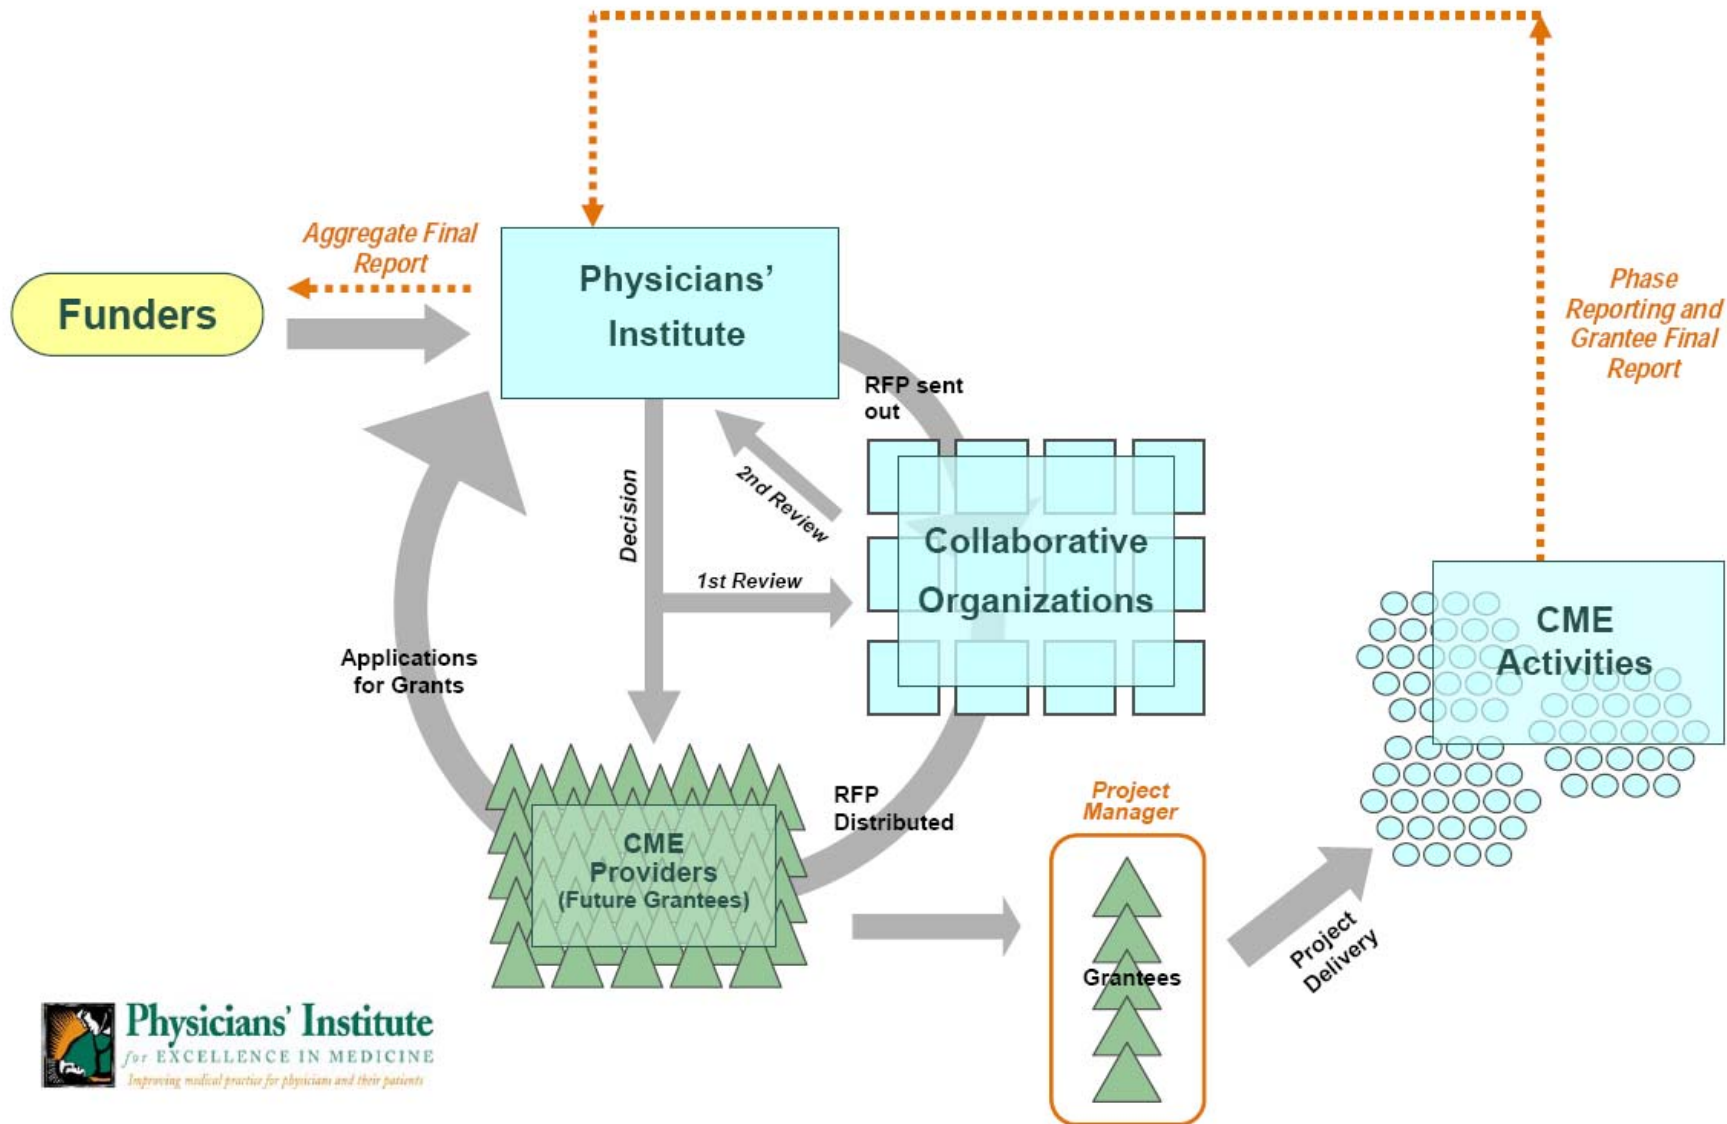 Aggregate Final
Report
Funders
Physicians’
Institute
Phase
Reporting and
Grantee Final
Report
RFP sent
out
Decision
2nd Review
1st Review
Collaborative
Organizations
CME
Activities
Applications
for Grants
CME
Providers
(Future Grantees)
RFP
Distributed
Project
Manager
Grantees
Project
Delivery
Physicians’ Institute
for EXCELLENCE IN MEDICINE
Improving medical practice for physicians and their patients